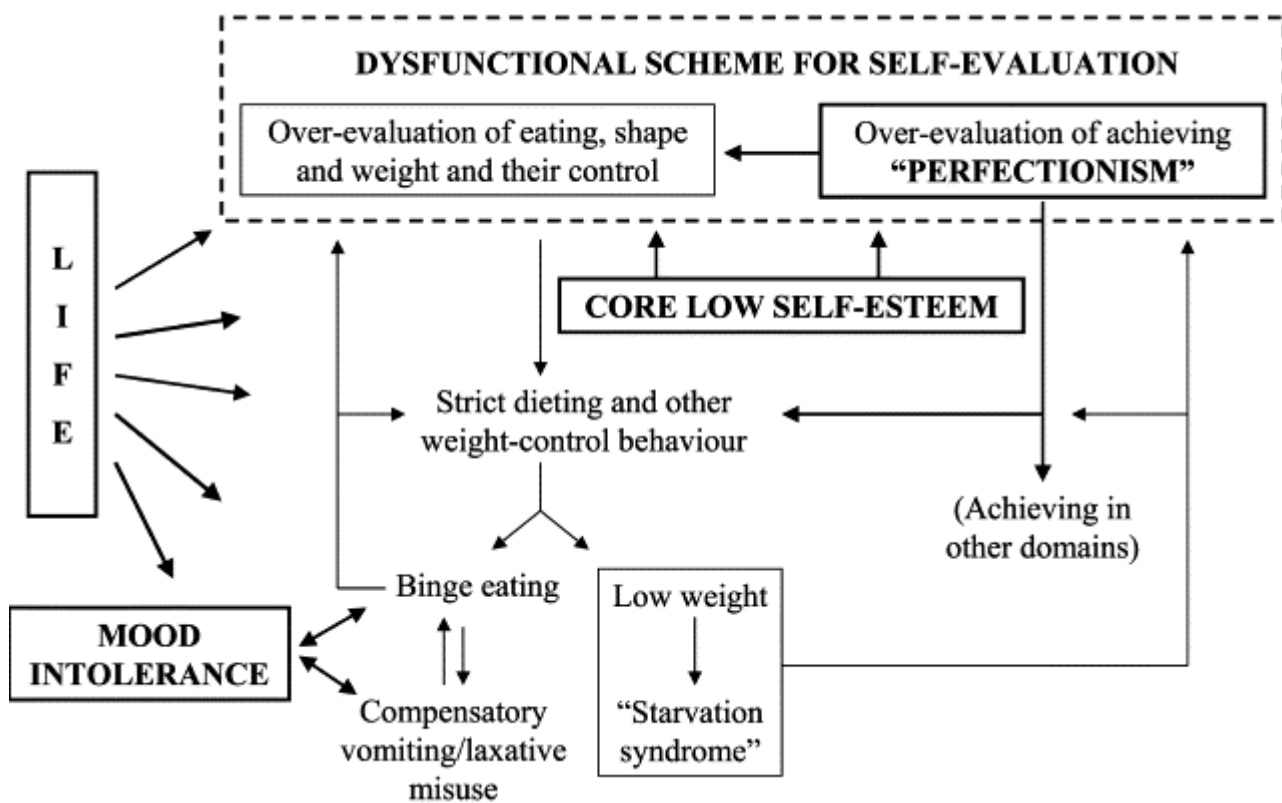 DYSFUNCTIONAL SCHEME FOR SELF-EVALUATION
Over-evaluation of eating, shape
and weight and their control
Over-evaluation of achieving
“PERFECTIONISM”
L
I
F
E
CORE LOW SELF-ESTEEM
Strict dieting and other
weight-control behaviour
(Achieving in
other domains)
Binge eating
Low weight
MOOD
INTOLERANCE
Compensatory
vomiting/laxative
misuse
“Starvation
syndrome”